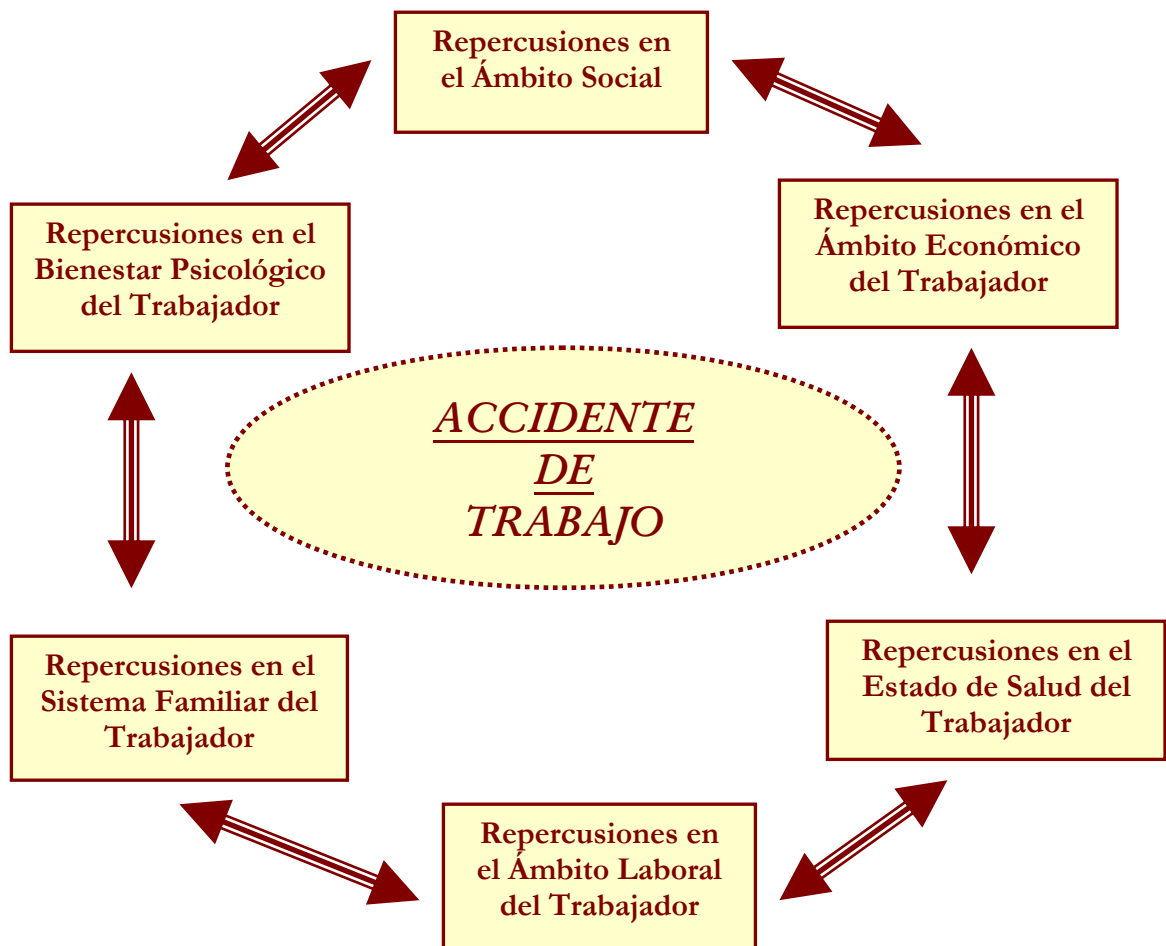 Repercusiones en
el Ámbito Social
Repercusiones en el
Bienestar Psicológico
del Trabajador
Repercusiones en el
Ámbito Económico
del Trabajador
ACCIDENTE
DE
TRABAJO
Repercusiones en el
Sistema Familiar del
Trabajador
Repercusiones en el
Estado de Salud del
Trabajador
Repercusiones en
el Ámbito Laboral
del Trabajador